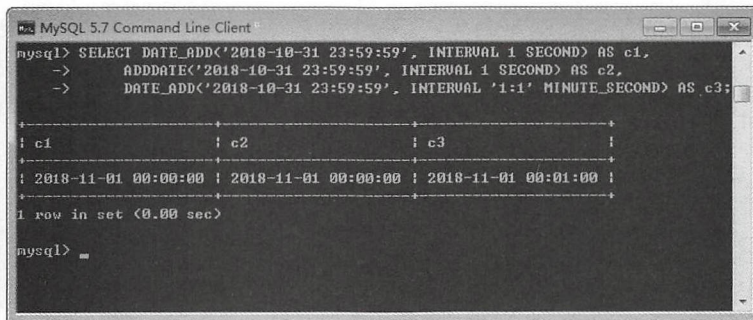 MySQL 5.7 Command Line Client
mysql> SELECT DATE_ADD('2018-10-31 23:59:59', INTERVAL 1 SECOND) AS c1,
    ->     ADDDATE('2018-10-31 23:59:59', INTERVAL 1 SECOND) AS c2,
    ->     DATE_ADD('2018-10-31 23:59:59', INTERVAL '1:1' MINUTE_SECOND) AS c3;
+---------------------+---------------------+---------------------+
| c1                  | c2                  | c3                  |
+---------------------+---------------------+---------------------+
| 2018-11-01 00:00:00 | 2018-11-01 00:00:00 | 2018-11-01 00:01:00 |
+---------------------+---------------------+---------------------+
1 row in set (0.00 sec)
mysql>